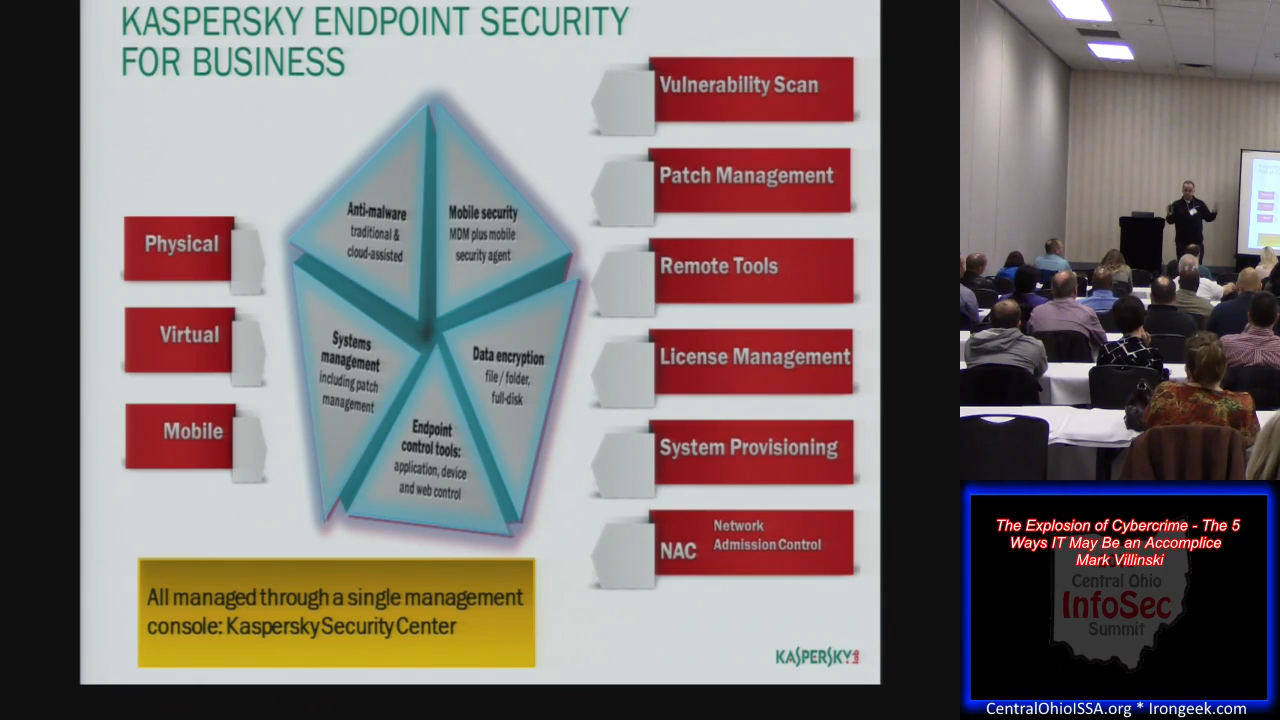 KASPERSKY ENDPOINT SECURITY
FOR BUSINESS
Physical
Virtual
Mobile
Anti-malware
traditional &
cloud-assisted
Mobile security
MDM plus mobile
security agent
Systems
management
including patch
management
Data encryption
file / folder,
full-disk
Endpoint
control tools:
application, device
and web control
Vulnerability Scan
Patch Management
Remote Tools
License Management
System Provisioning
NAC
Network
Admission Control
All managed through a single management
console: Kaspersky Security Center
KASPERSKY lab
The Explosion of Cybercrime - The 5
Ways IT May Be an Accomplice
Mark Villinski
Central Ohio
InfoSec
Summit
CentralOhioISSA.org * Irongeek.com